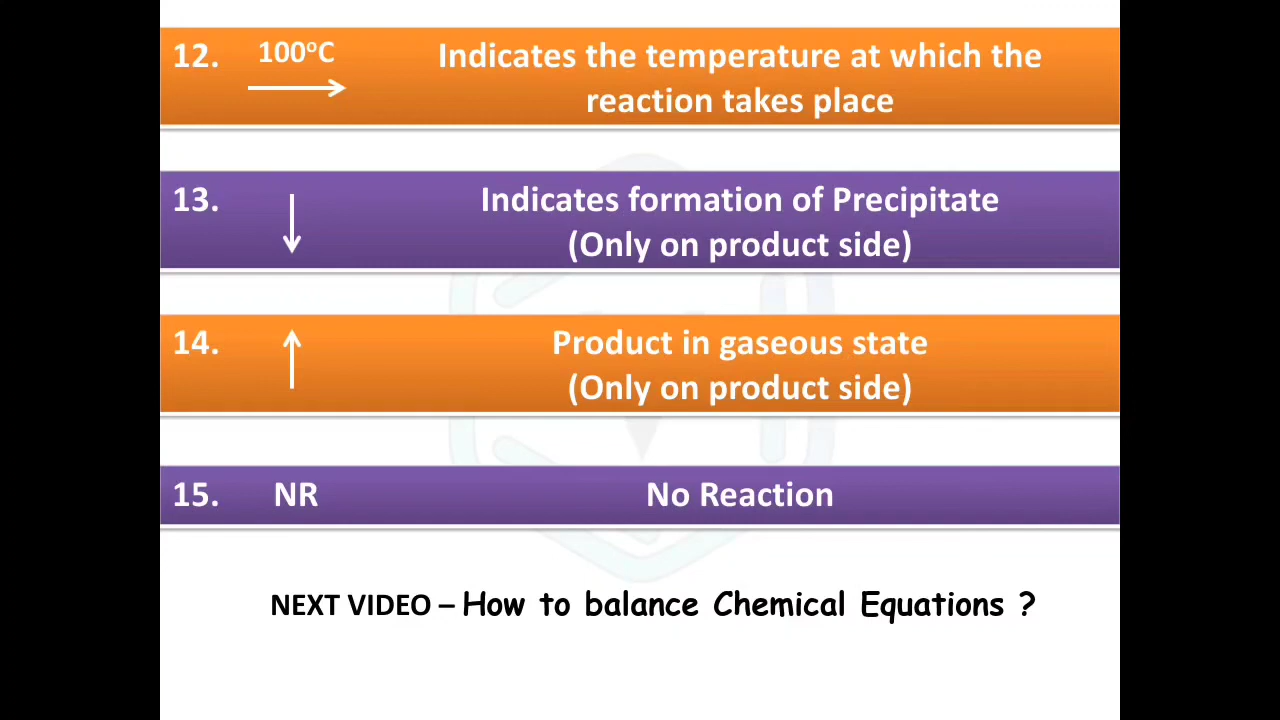 12. 100°C Indicates the temperature at which the
reaction takes place
13. ↓ Indicates formation of Precipitate
(Only on product side)
14. ↑ Product in gaseous state
(Only on product side)
15. NR No Reaction
NEXT VIDEO – How to balance Chemical Equations ?